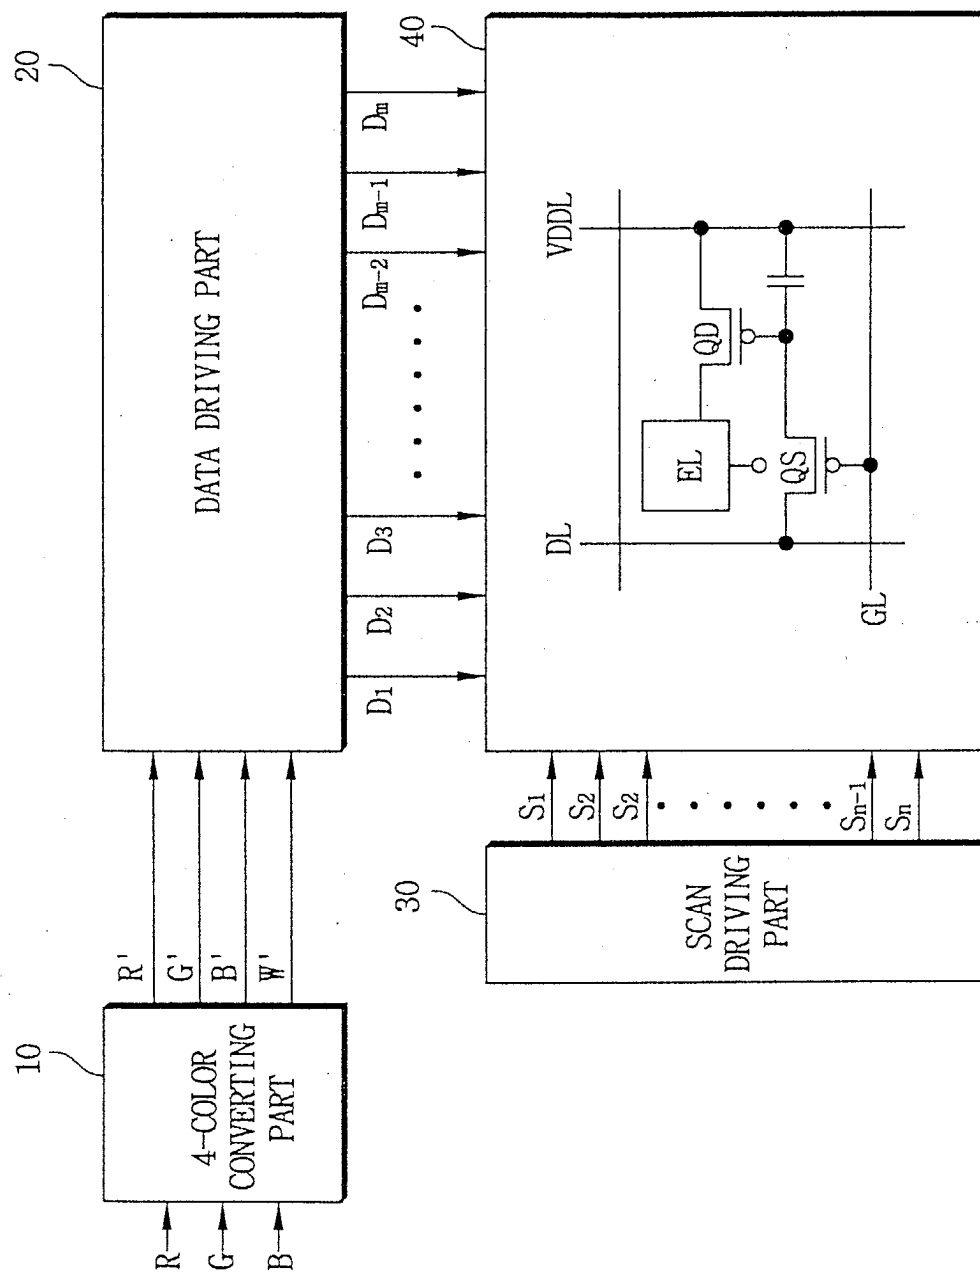 R
G
B
10
4-COLOR
CONVERTING
PART
R'
G'
B'
W'
20
DATA DRIVING PART
D1
D2
D3
Dm-2
Dm-1
Dm
30
SCAN
DRIVING
PART
S1
S2
S2
Sn-1
Sn
40
DL
VDDL
EL
QD
QS
GL